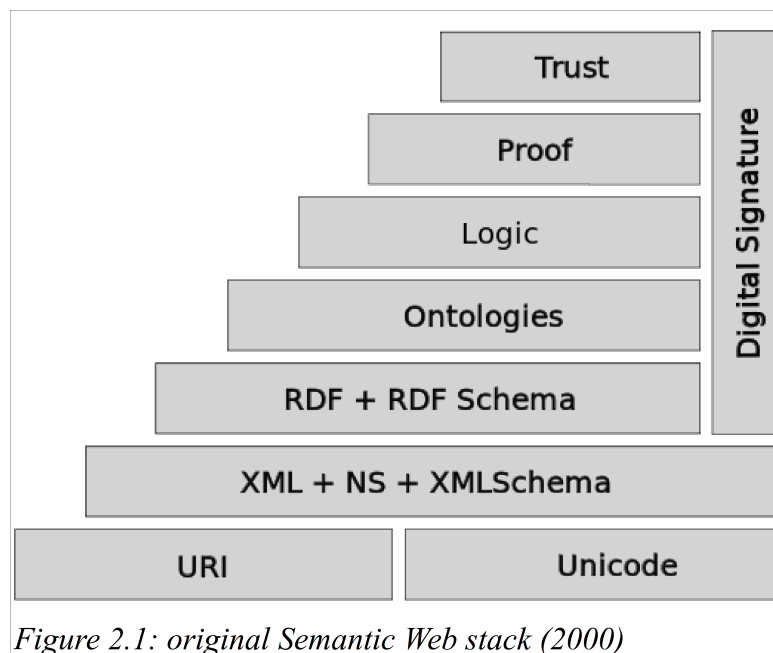 Trust
Proof
Logic
Ontologies
RDF + RDF Schema
Digital Signature
XML + NS + XMLSchema
URI
Unicode
Figure 2.1: original Semantic Web stack (2000)